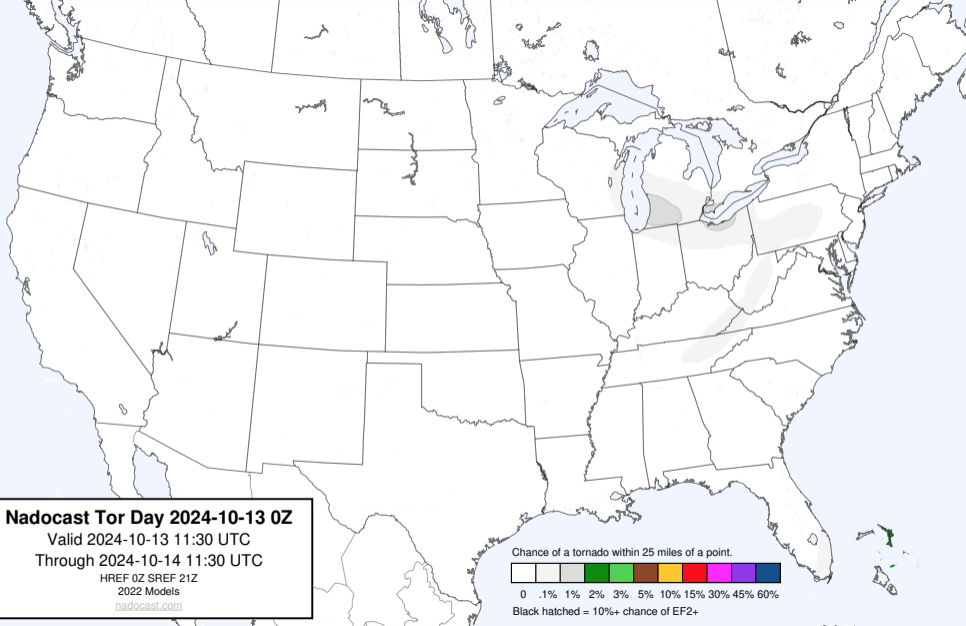 Nadocast Tor Day 2024-10-13 0Z
Valid 2024-10-13 11:30 UTC
Through 2024-10-14 11:30 UTC
HREF 0Z SREF 21Z
2022 Models
nadocast.com
Chance of a tornado within 25 miles of a point.
0 .1% 1% 2% 3% 5% 10% 15% 30% 45% 60%
Black hatched = 10%+ chance of EF2+